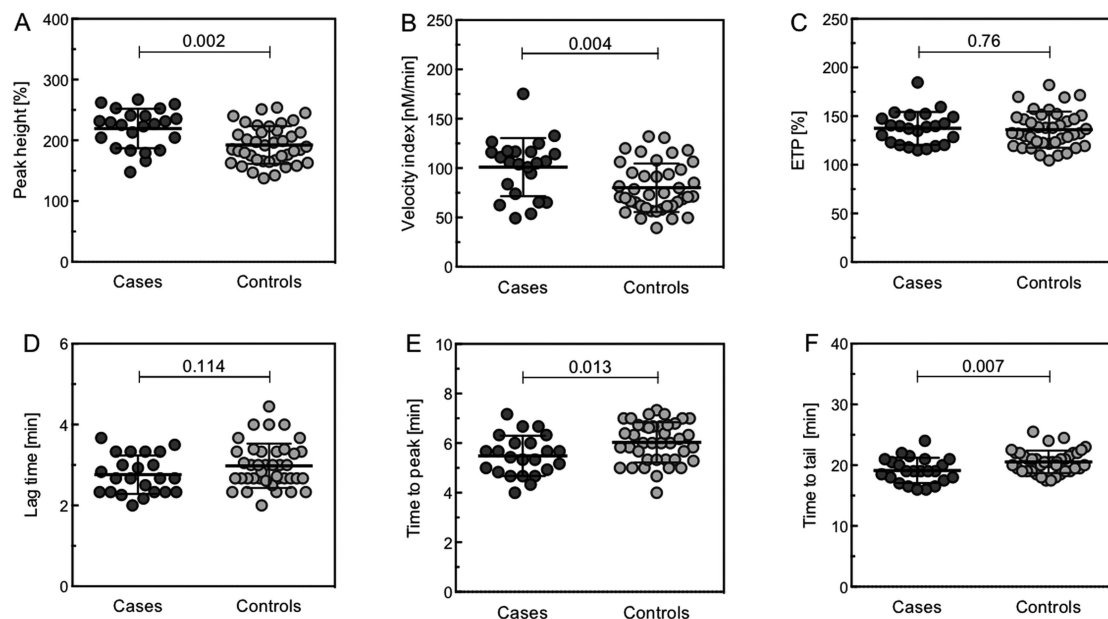 A
Peak height [%]
400
300
200
100
0
0.002
Cases Controls
B
Velocity index [nM/min]
250
200
150
100
50
0
0.004
Cases Controls
C
ETP [%]
250
200
150
100
50
0
0.76
Cases Controls
D
Lag time [min]
6
4
2
0
0.114
Cases Controls
E
Time to peak [min]
10
8
6
4
2
0
0.013
Cases Controls
F
Time to tail [min]
40
30
20
10
0
0.007
Cases Controls